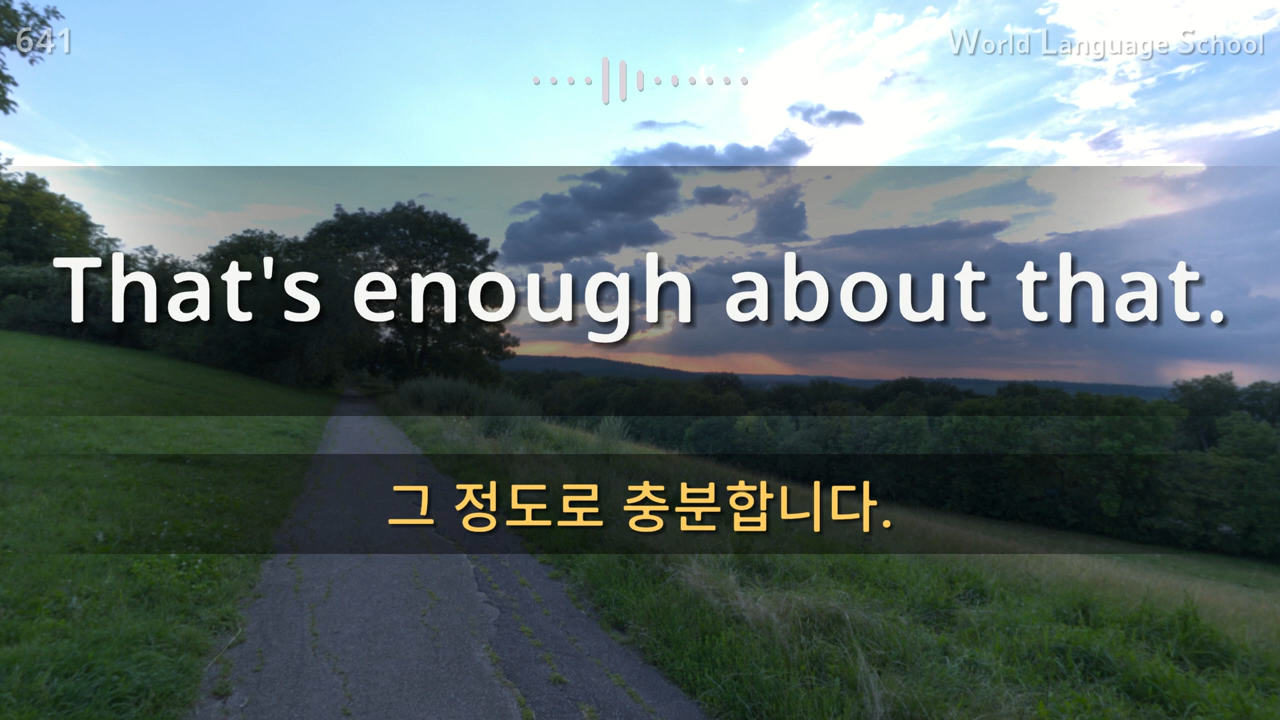 641
World Language School
That's enough about that.
그 정도로 충분합니다.